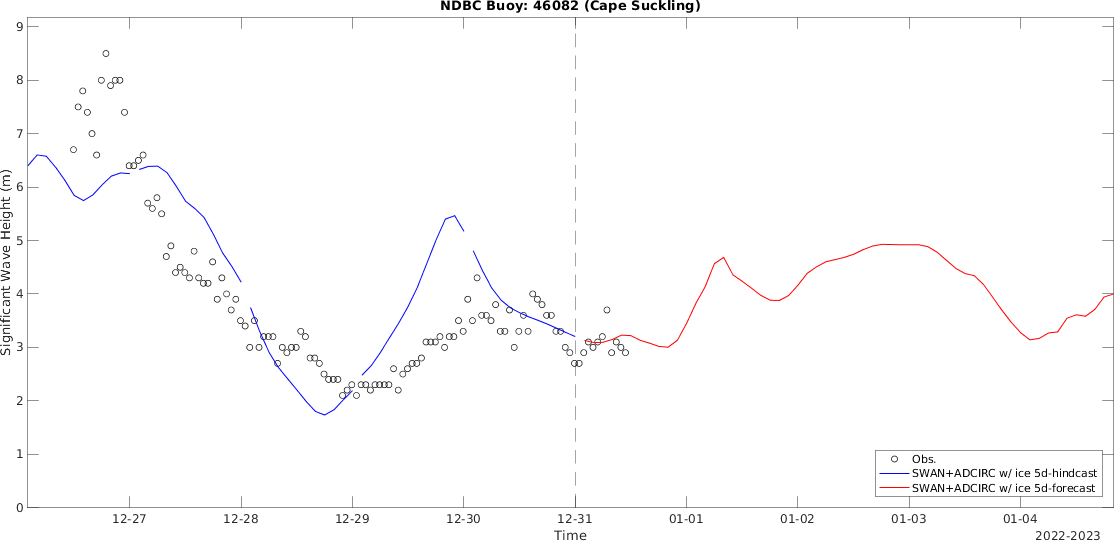 NDBC Buoy: 46082 (Cape Suckling)
9
8
7
6
5
4
3
2
1
0
Significant Wave Height (m)
12-27 12-28 12-29 12-30 12-31 01-01 01-02 01-03 01-04
Time
2022-2023
Obs.
SWAN+ADCIRC w/ ice 5d-hindcast
SWAN+ADCIRC w/ ice 5d-forecast